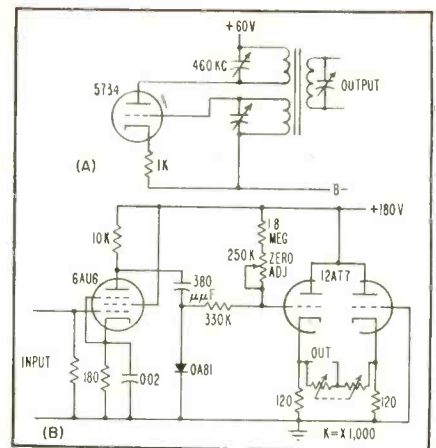 +60V
460KC
5734
OUTPUT
1K
(A)
B-
+180V
10K
1.8
MEG
250K
ZERO
ADJ
12AT7
6AU6
380
μμF
330K
INPUT
OUT
180
002
OA81
120
120
(B)
K=X1,000